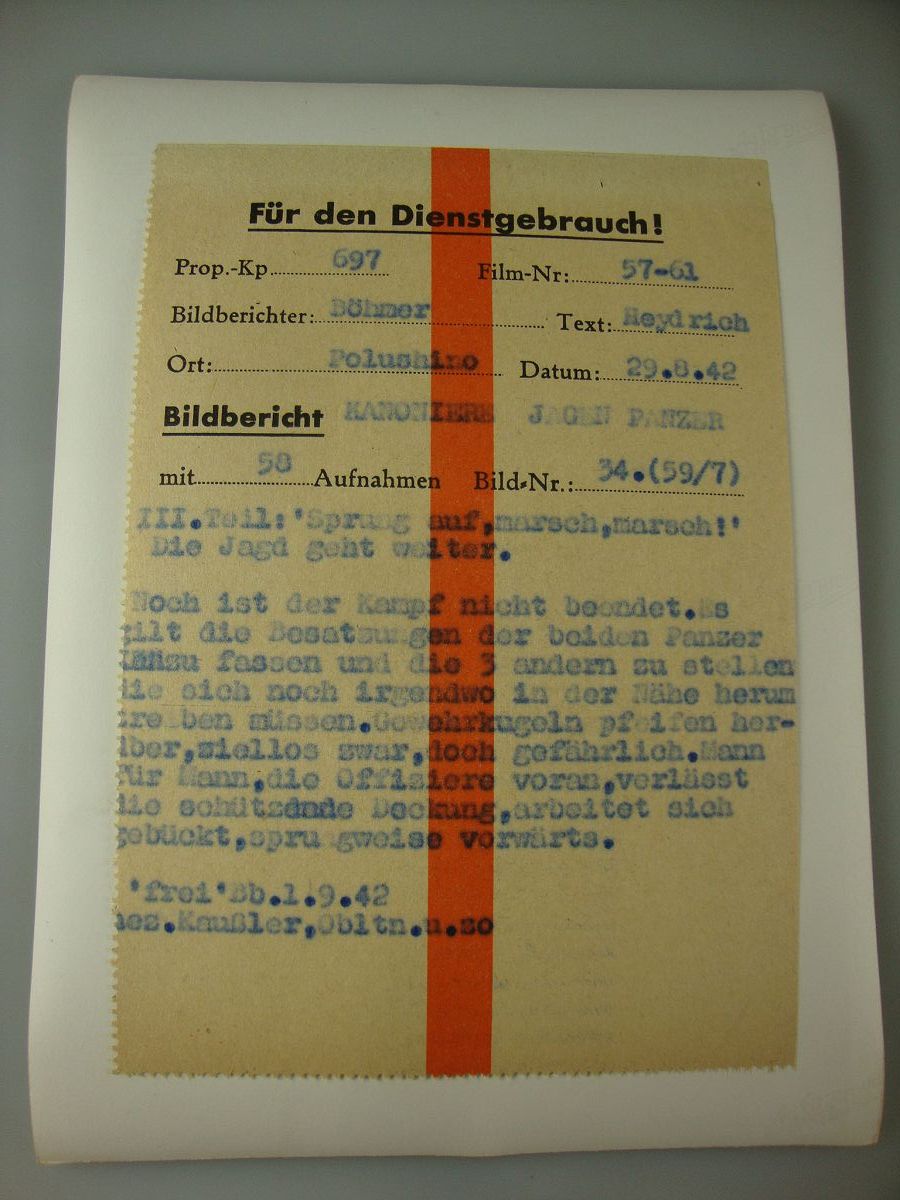 Für den Dienstgebrauch!
Prop.-Kp. 697 Film-Nr: 57-61
Bildberichter: Böhmer Text: Heydrich
Ort: Polushino Datum: 29.8.42
Bildbericht KANONIERE JAGEN PANZER
mit 58 Aufnahmen Bild-Nr.: 34.(59/7)
III.Teil:'Sprung auf,marsch,marsch!'
Die Jagd geht weiter.
Noch ist der Kampf nicht beendet.Es
gilt die Besatzungen der beiden Panzer
zu fassen und die 3 andern zu stellen
die sich noch irgendwo in der Nähe herum
treiben müssen.Gewehrkugeln pfeifen her-
über,ziellos zwar,doch gefährlich.Mann
für Mann,die Offiziere voran,verlässt
die schützdnde Deckung,arbeitet sich
gebückt,sprungweise vorwärts.
'frei'Bb.1.9.42
gez.Kaußler,Obltn.u.zo